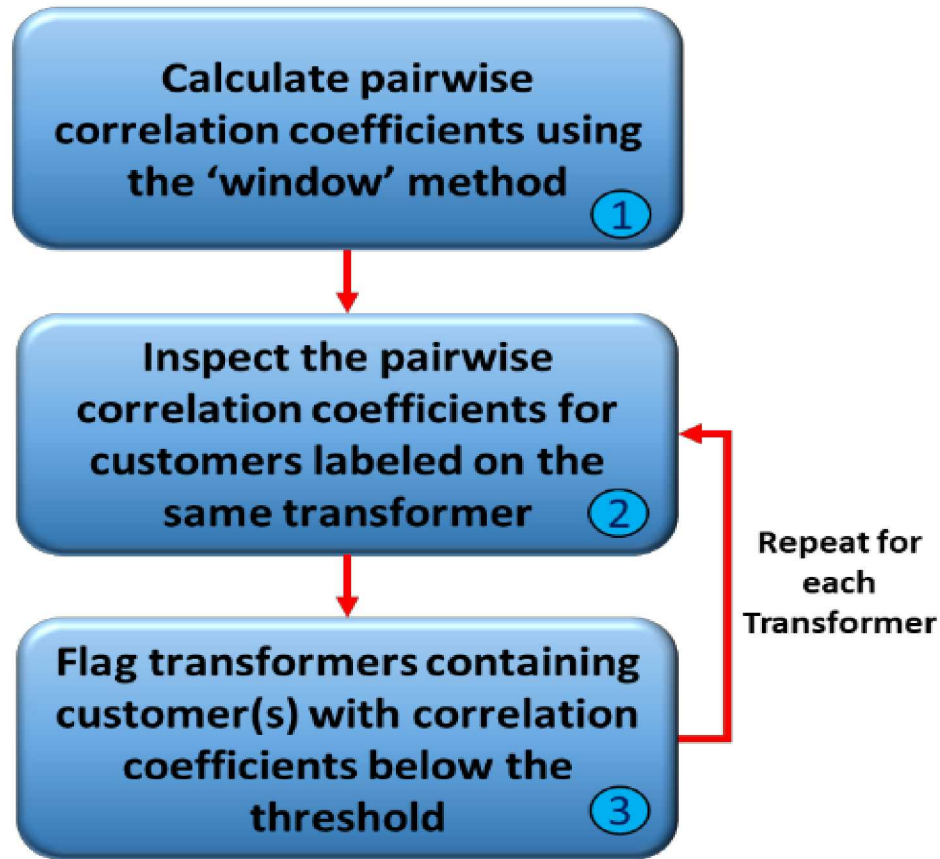 Calculate pairwise
correlation coefficients using
the ‘window’ method
1
Inspect the pairwise
correlation coefficients for
customers labeled on the
same transformer
2
Repeat for
each
Transformer
Flag transformers containing
customer(s) with correlation
coefficients below the
threshold
3